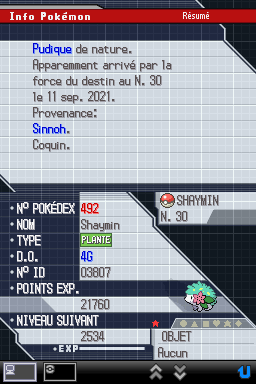 Info Pokémon
Résumé
Pudique de nature.
Apparemment arrivé par la
force du destin au N. 30
le 11 sep. 2021.
Provenance:
Sinnoh.
Coquin.
SHAYMIN
N. 30
Nº POKÉDEX 492
NOM Shaymin
TYPE PLANTE
D.O. 4G
Nº ID 03807
POINTS EXP.
21760
NIVEAU SUIVANT
2534
EXP
OBJET
Aucun